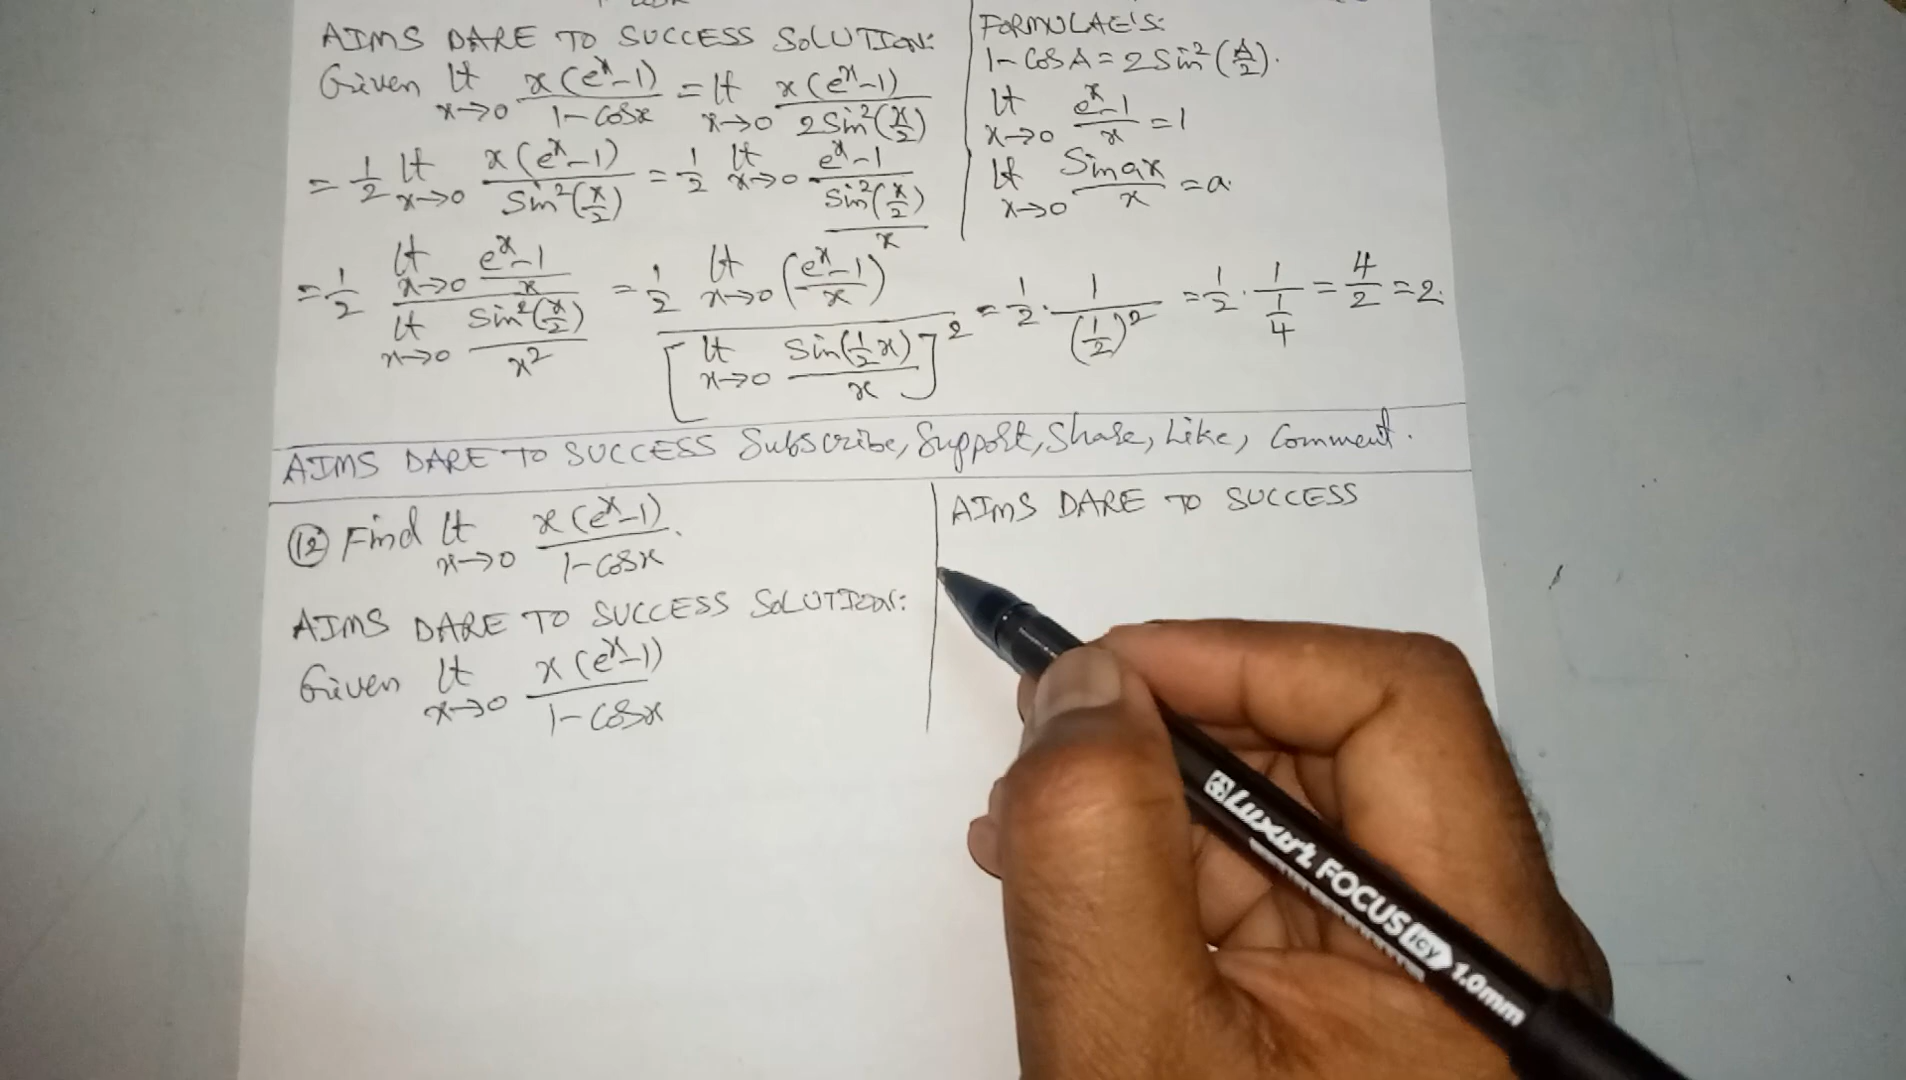 AIMS DARE TO SUCCESS SOLUTION:
Given lt x→0 x(eˣ-1)/1-cosx = lt x→0 x(eˣ-1)/2Sin²(x/2)
= 1/2 lt x→0 x(eˣ-1)/Sin²(x/2) = 1/2 lt x→0 eˣ-1/(Sin²(x/2)/x)
FORMULAE'S:
1-CosA = 2Sin²(A/2).
lt x→0 eˣ-1/x = 1
lt x→0 Sinax/x = a.
= 1/2 (lt x→0 eˣ-1/x)/(lt x→0 Sin²(x/2)/x²) = 1/2 lt x→0 (eˣ-1/x)/[lt x→0 Sin(1/2 x)/x]² = 1/2 . 1/(1/2)² = 1/2 . 1/(1/4) = 4/2 = 2.
AIMS DARE TO SUCCESS Subscribe, Support, Share, Like, Comment.
⑫ Find lt x→0 x(eˣ-1)/1-cosx.
AIMS DARE TO SUCCESS SOLUTION:
Given lt x→0 x(eˣ-1)/1-cosx
AIMS DARE TO SUCCESS
Luxor FOCUS ICY 1.0mm